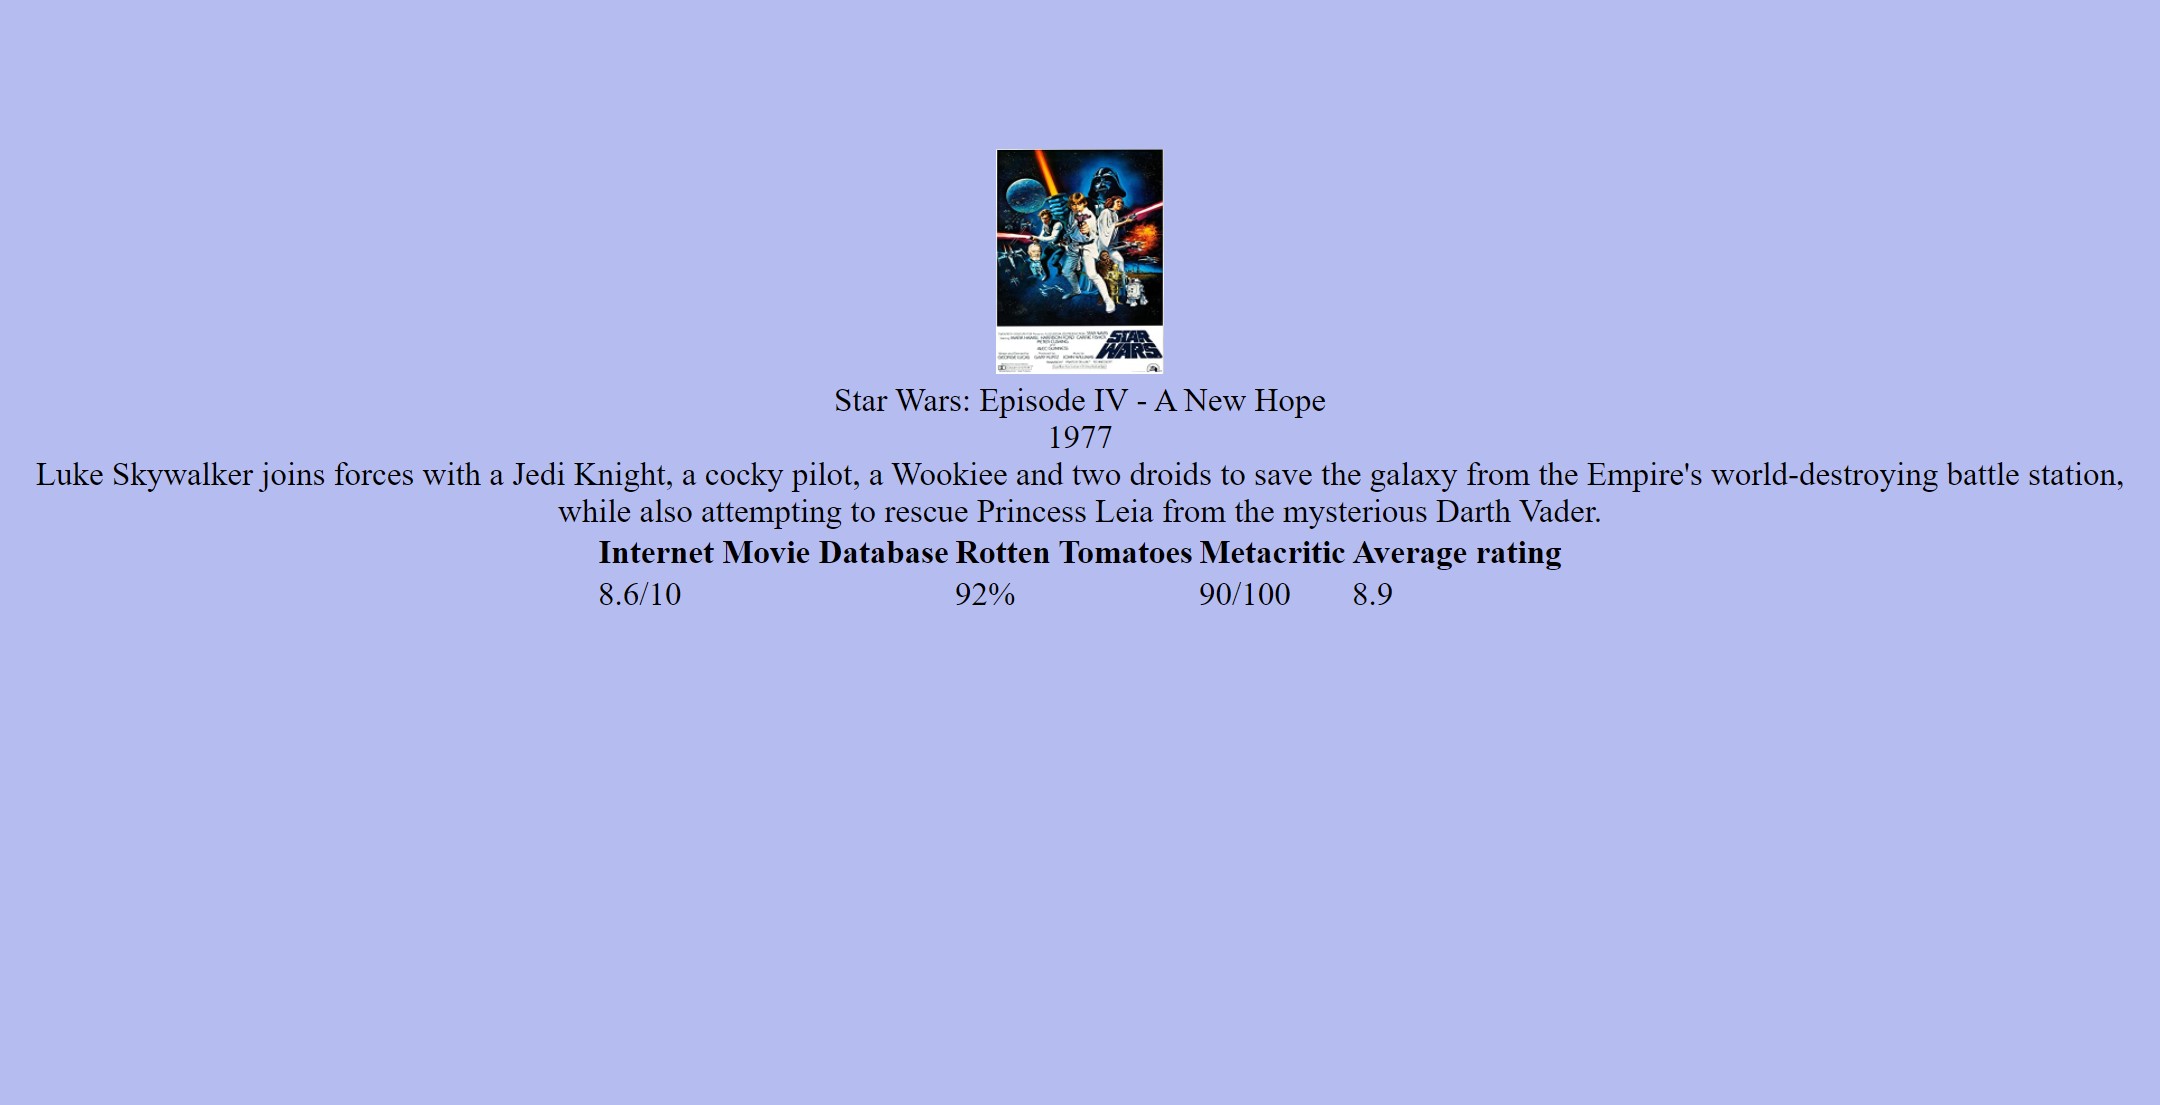 STAR
WARS
Star Wars: Episode IV - A New Hope
1977
Luke Skywalker joins forces with a Jedi Knight, a cocky pilot, a Wookiee and two droids to save the galaxy from the Empire's world-destroying battle station,
while also attempting to rescue Princess Leia from the mysterious Darth Vader.
Internet Movie Database Rotten Tomatoes Metacritic Average rating
8.6/10 92% 90/100 8.9